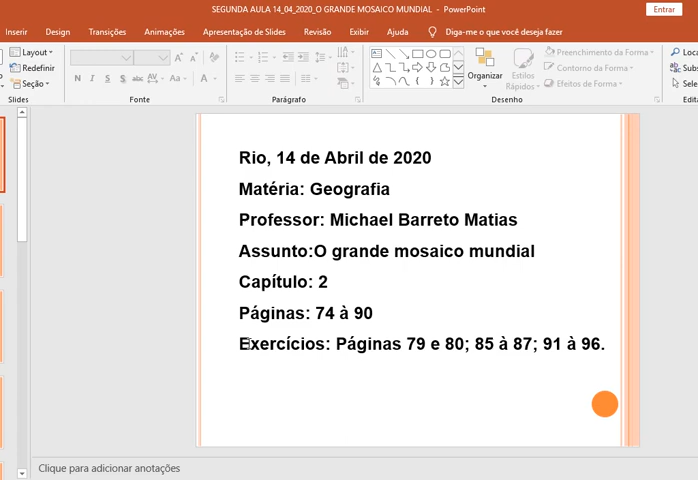 SEGUNDA AULA 14_04_2020_O GRANDE MOSAICO MUNDIAL - PowerPoint
Entrar
Inserir Design Transições Animações Apresentação de Slides Revisão Exibir Ajuda Diga-me o que você deseja fazer
Layout
Redefinir
Seção
N I S S abc AV Aa A
Organizar
Estilos
Rápidos
Preenchimento da Forma
Contorno da Forma
Efeitos de Forma
Slides Fonte Parágrafo Desenho
Rio, 14 de Abril de 2020
Matéria: Geografia
Professor: Michael Barreto Matias
Assunto:O grande mosaico mundial
Capítulo: 2
Páginas: 74 à 90
Exercícios: Páginas 79 e 80; 85 à 87; 91 à 96.
Clique para adicionar anotações